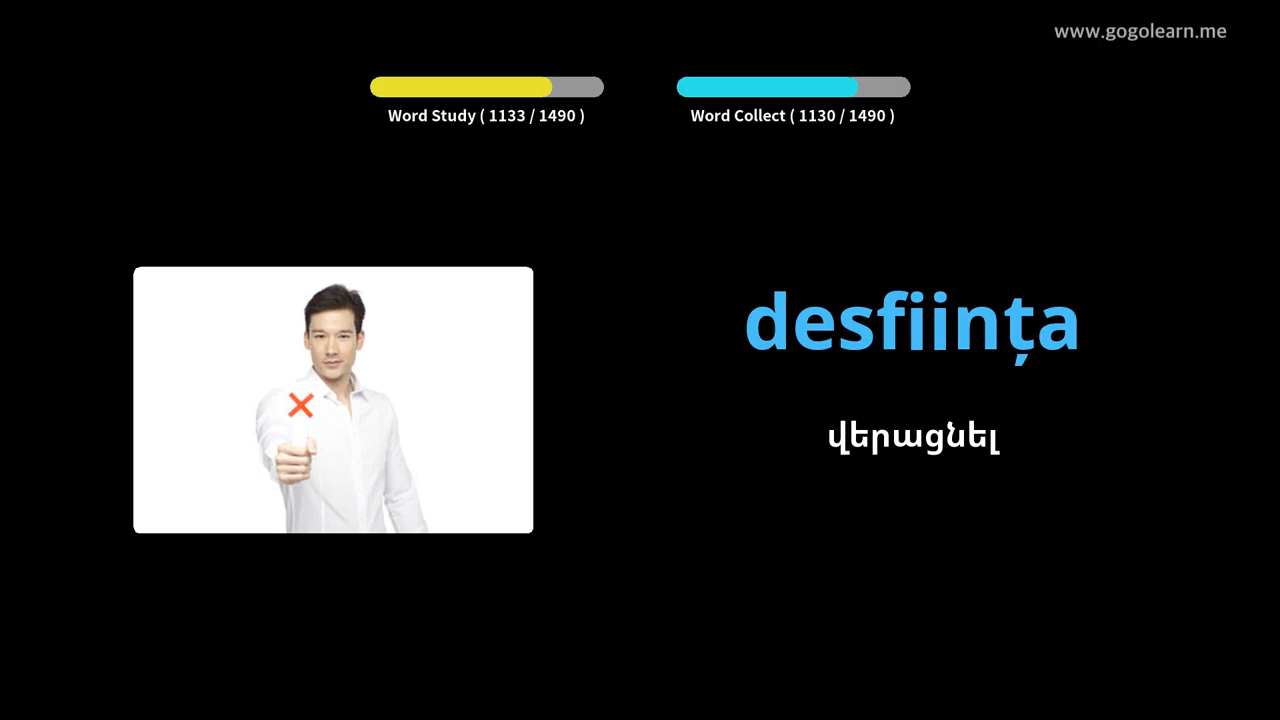 www.gogolearn.me
Word Study ( 1133 / 1490 )
Word Collect ( 1130 / 1490 )
desființa
վերացնել